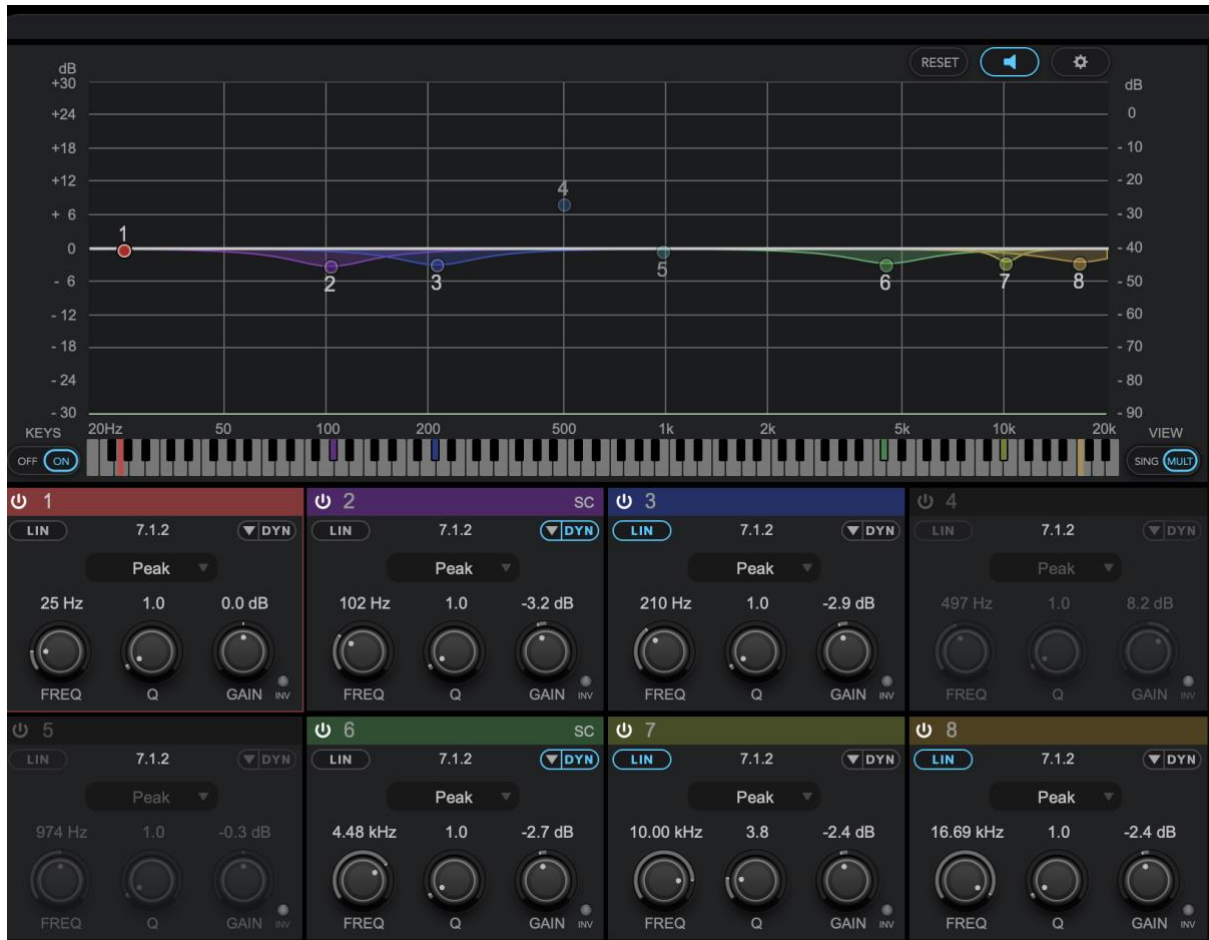 RESET
dB
+30
+24
+18
+12
+ 6
0
- 6
- 12
- 18
- 24
- 30
1
2
3
4
5
6
7
8
dB
0
- 10
- 20
- 30
- 40
- 50
- 60
- 70
- 80
- 90
20Hz 50 100 200 500 1k 2k 5k 10k 20k
KEYS
OFF ON
VIEW
SING MULT
1
LIN 7.1.2 DYN
Peak
25 Hz 1.0 0.0 dB
FREQ Q GAIN INV
2 SC
LIN 7.1.2 DYN
Peak
102 Hz 1.0 -3.2 dB
FREQ Q GAIN INV
3
LIN 7.1.2 DYN
Peak
210 Hz 1.0 -2.9 dB
FREQ Q GAIN INV
4
LIN 7.1.2 DYN
Peak
497 Hz 1.0 8.2 dB
FREQ Q GAIN INV
5
LIN 7.1.2 DYN
Peak
974 Hz 1.0 -0.3 dB
FREQ Q GAIN INV
6 SC
LIN 7.1.2 DYN
Peak
4.48 kHz 1.0 -2.7 dB
FREQ Q GAIN INV
7
LIN 7.1.2 DYN
Peak
10.00 kHz 3.8 -2.4 dB
FREQ Q GAIN INV
8
LIN 7.1.2 DYN
Peak
16.69 kHz 1.0 -2.4 dB
FREQ Q GAIN INV